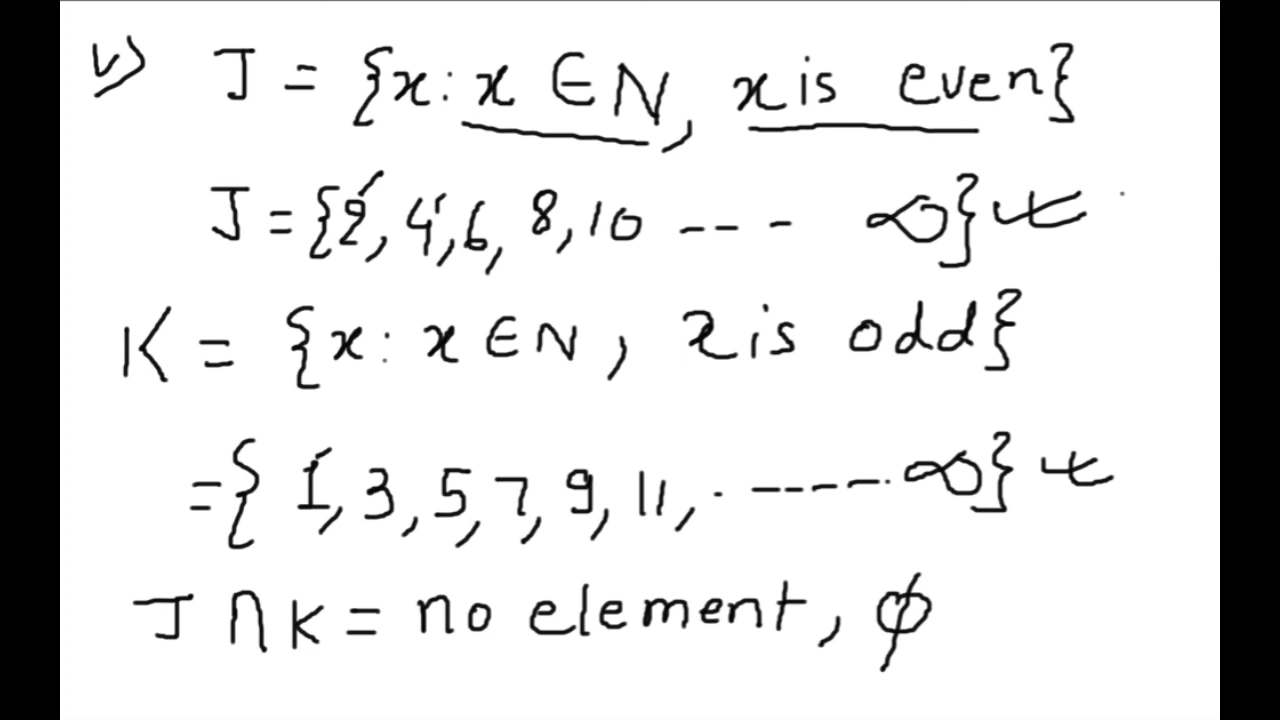 v) J = {x: x ∈ N, x is even}
J = {2, 4, 6, 8, 10 --- - ∞}
K = {x: x ∈ N, x is odd}
= { 1, 3, 5, 7, 9, 11, . ----- ∞}
J ∩ K = no element, φ